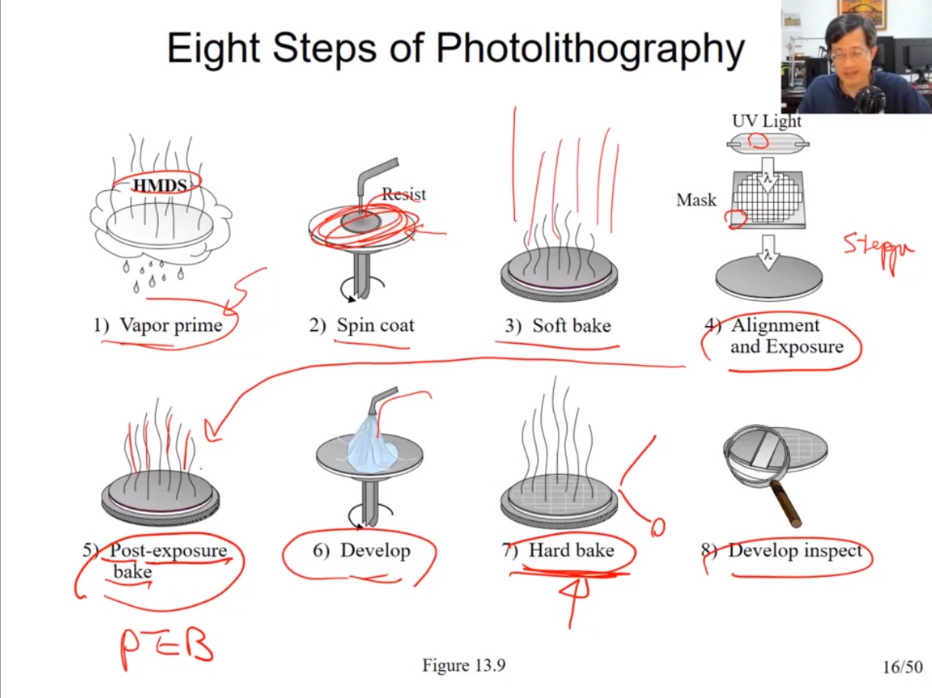 Eight Steps of Photolithography
HMDS
Resist
UV Light
λ
Mask
λ
Stepper
1) Vapor prime
2) Spin coat
3) Soft bake
4) Alignment
and Exposure
5) Post-exposure
bake
6) Develop
7) Hard bake
8) Develop inspect
PEB
Figure 13.9
16/50